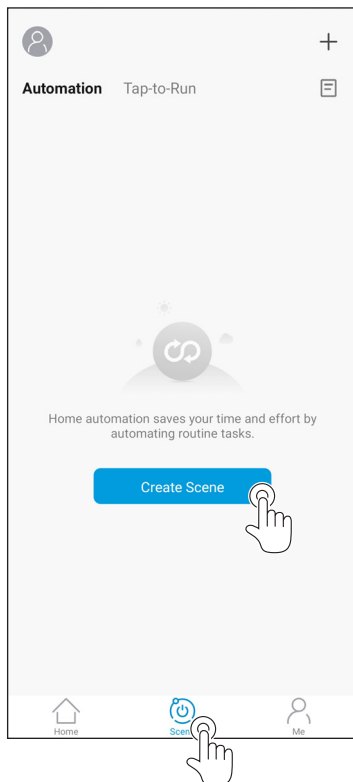 Automation Tap-to-Run
Home automation saves your time and effort by
automating routine tasks.
Create Scene
Home Scen Me